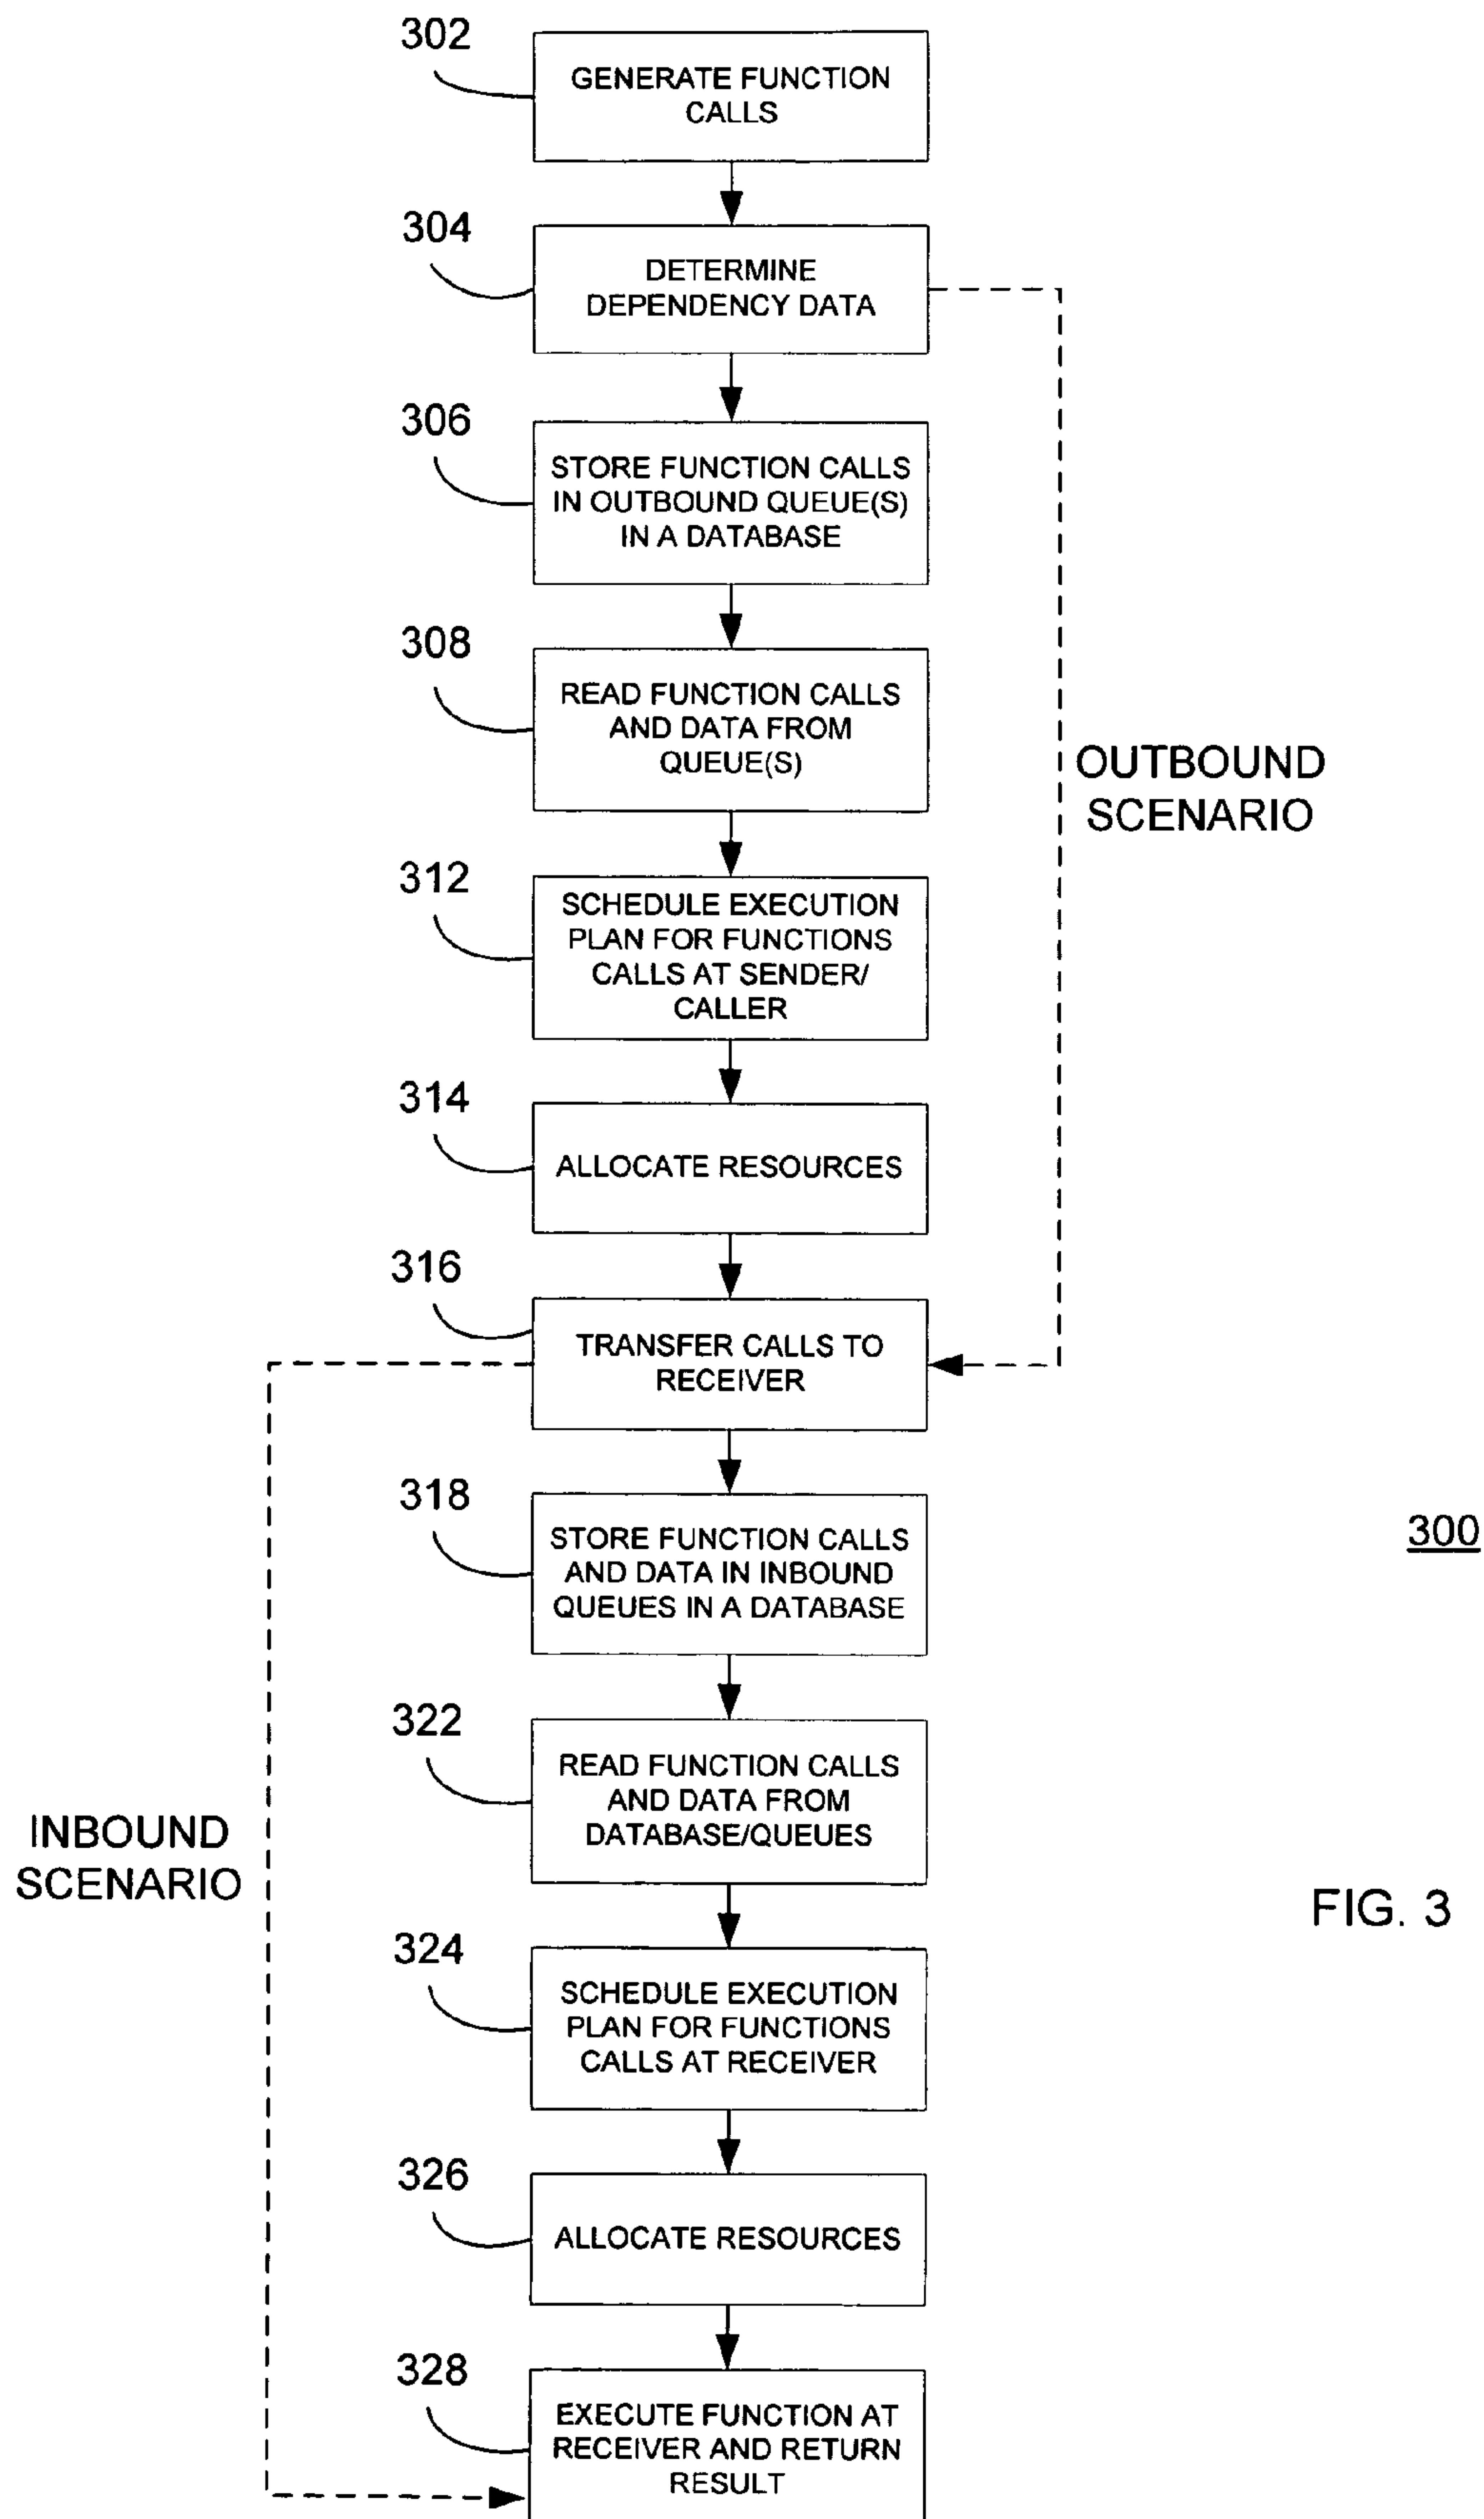 302
GENERATE FUNCTION
CALLS
304
DETERMINE
DEPENDENCY DATA
306
STORE FUNCTION CALLS
IN OUTBOUND QUEUE(S)
IN A DATABASE
308
READ FUNCTION CALLS
AND DATA FROM
QUEUE(S)
OUTBOUND
SCENARIO
312
SCHEDULE EXECUTION
PLAN FOR FUNCTIONS
CALLS AT SENDER/
CALLER
314
ALLOCATE RESOURCES
316
TRANSFER CALLS TO
RECEIVER
318
STORE FUNCTION CALLS
AND DATA IN INBOUND
QUEUES IN A DATABASE
300
322
READ FUNCTION CALLS
AND DATA FROM
DATABASE/QUEUES
INBOUND
SCENARIO
FIG. 3
324
SCHEDULE EXECUTION
PLAN FOR FUNCTIONS
CALLS AT RECEIVER
326
ALLOCATE RESOURCES
328
EXECUTE FUNCTION AT
RECEIVER AND RETURN
RESULT